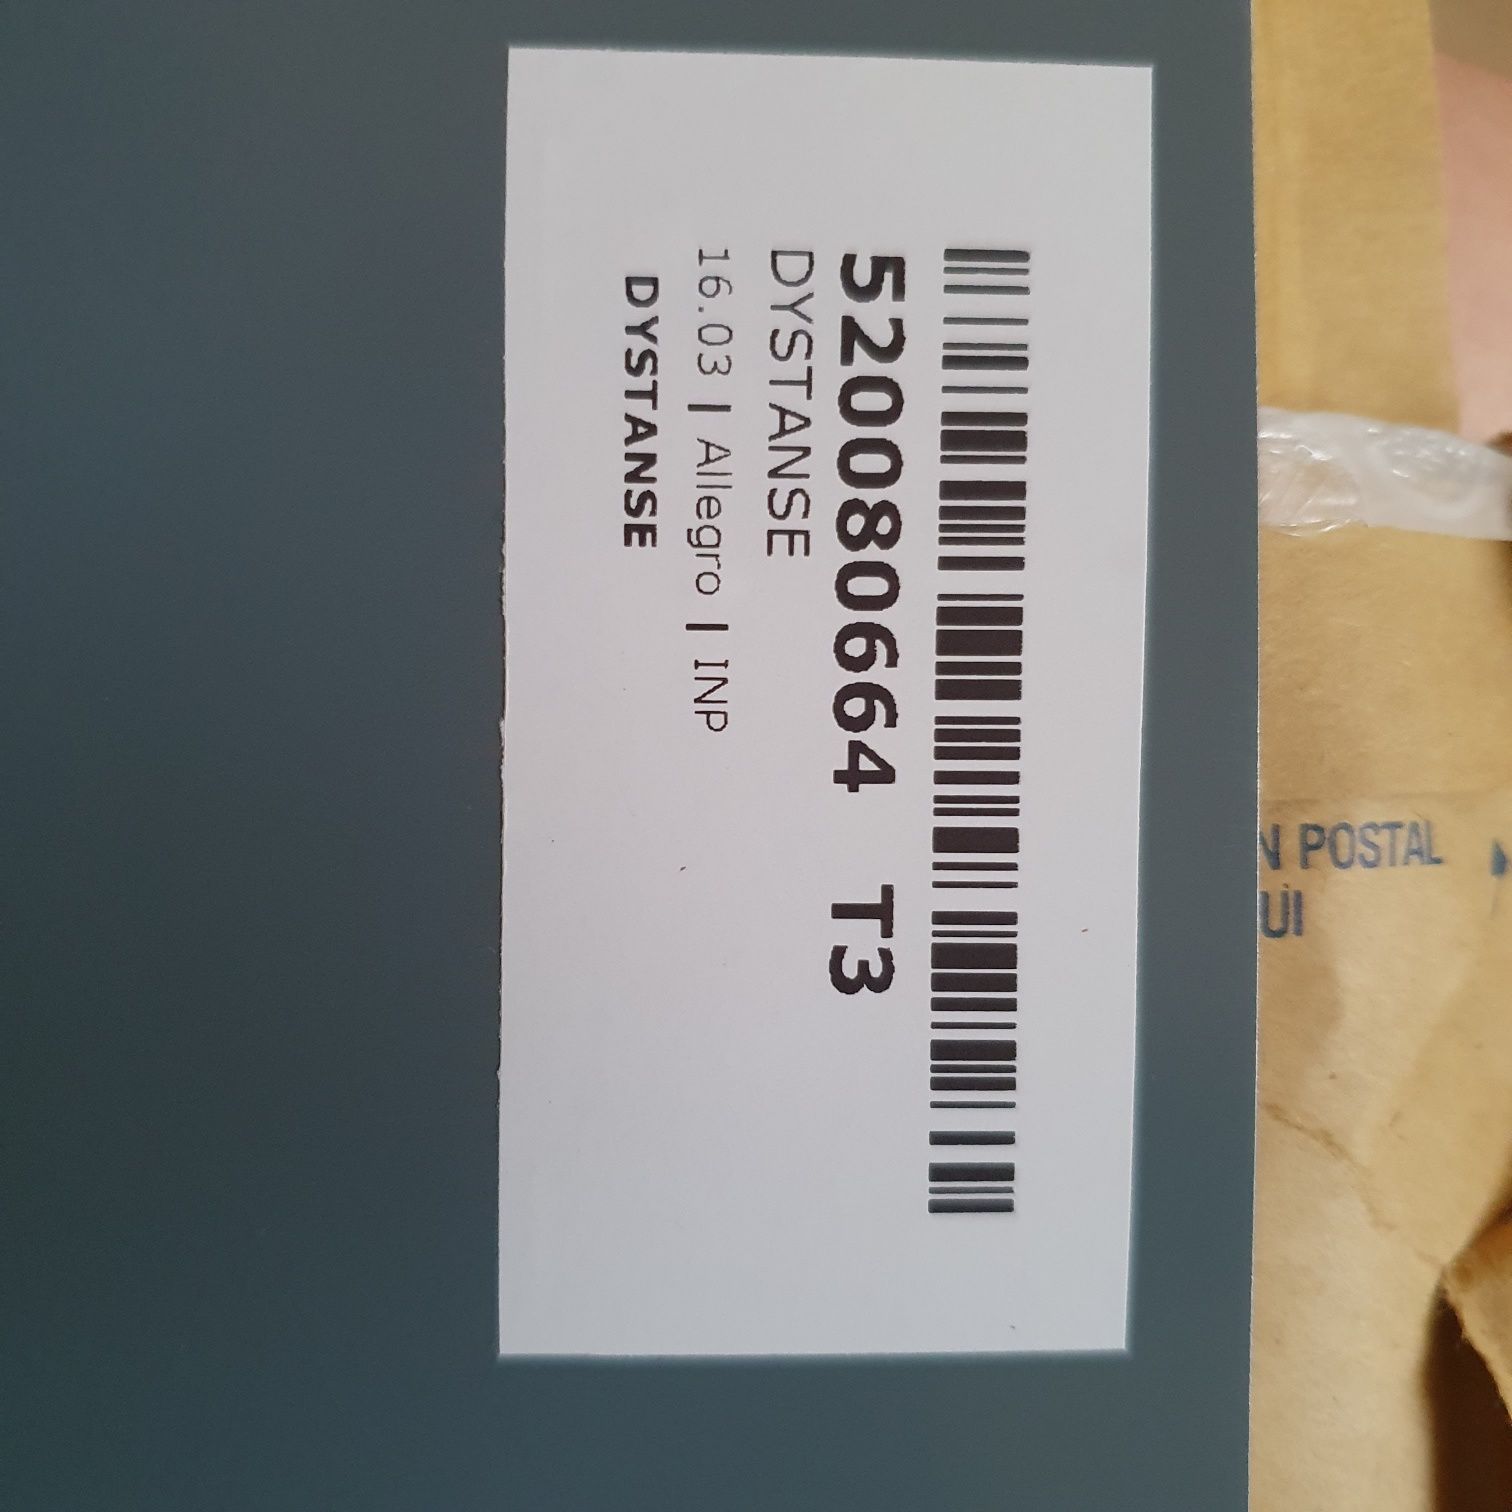 520080664 T3
DYSTANSE
16.03 | Allegro | INP
DYSTANSE
N POSTAL
UI